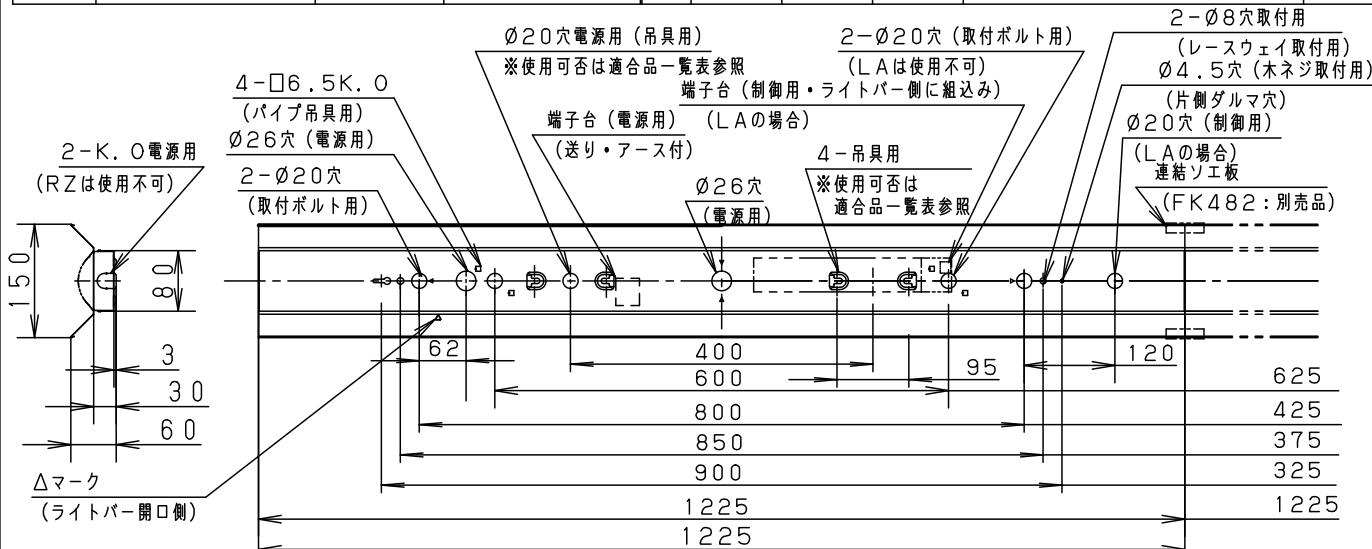 2-Ø8穴取付用
(レースウェイ取付用)
Ø20穴電源用(吊具用)
※使用可否は適合品一覧表参照
2-Ø20穴(取付ボルト用)
(LAは使用不可)
Ø4.5穴(木ネジ取付用)
(片側ダルマ穴)
4-□6.5K.O
(パイプ吊具用)
端子台(制御用・ライトバー側に組込み)
(LAの場合)
端子台(電源用)
(送り・アース付)
Ø20穴(制御用)
(LAの場合)
Ø26穴(電源用)
2-K.O電源用
(RZは使用不可)
4-吊具用
※使用可否は
適合品一覧表参照
連結ソエ板
(FK482:別売品)
2-Ø20穴
(取付ボルト用)
Ø26穴
(電源用)
150
80
3
30
60
62
400
95
120
600
625
800
425
850
375
900
325
1225
1225
1225
△マーク
(ライトバー開口側)